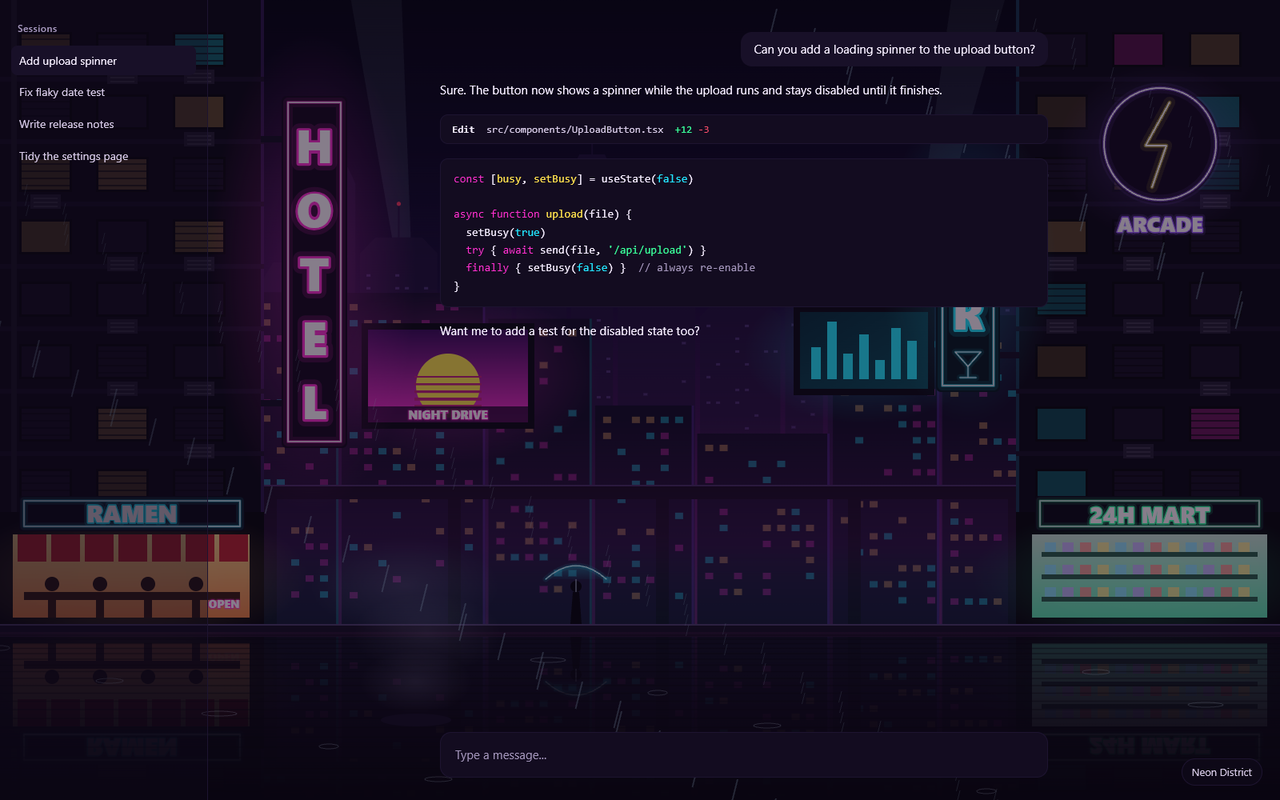 Sessions
Add upload spinner
Fix flaky date test
Write release notes
Tidy the settings page
Can you add a loading spinner to the upload button?
Sure. The button now shows a spinner while the upload runs and stays disabled until it finishes.
Edit src/components/UploadButton.tsx +12 -3
const [busy, setBusy] = useState(false)
async function upload(file) {
setBusy(true)
try { await send(file, '/api/upload') }
finally { setBusy(false) } // always re-enable
}
Want me to add a test for the disabled state too?
HOTEL
NIGHT DRIVE
R
ARCADE
RAMEN
OPEN
24H MART
Type a message...
Neon District